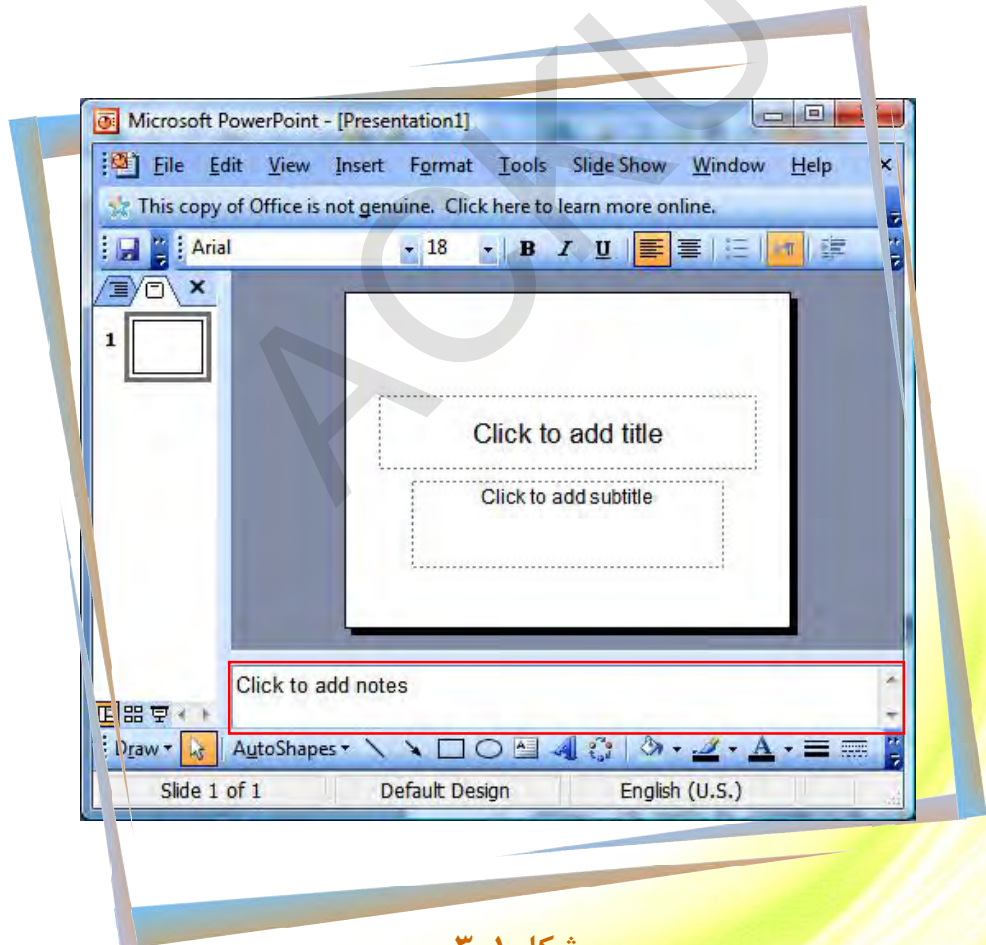 Microsoft PowerPoint - [Presentation1]
File Edit View Insert Format Tools Slide Show Window Help
This copy of Office is not genuine. Click here to learn more online.
Arial 18 B I U
1
Click to add title
Click to add subtitle
Click to add notes
Draw AutoShapes
Slide 1 of 1 Default Design English (U.S.)
ACKU